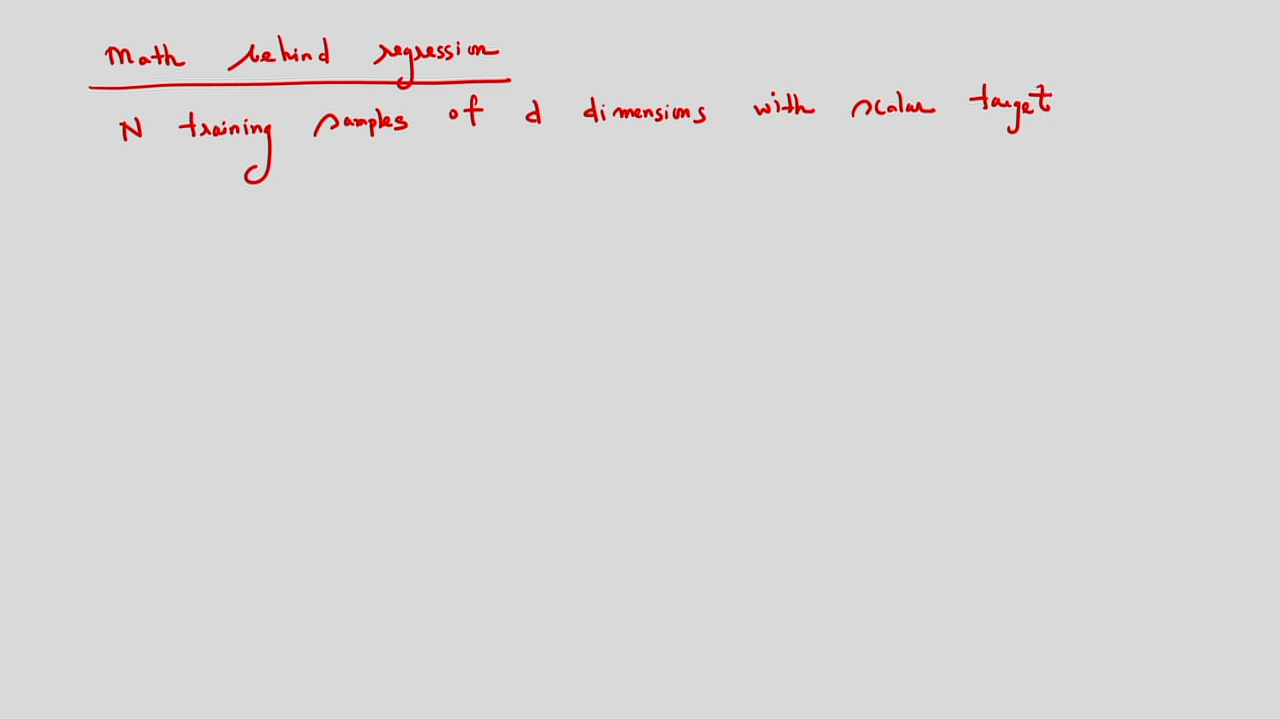 Math behind regression
N training samples of d dimensions with scalar target